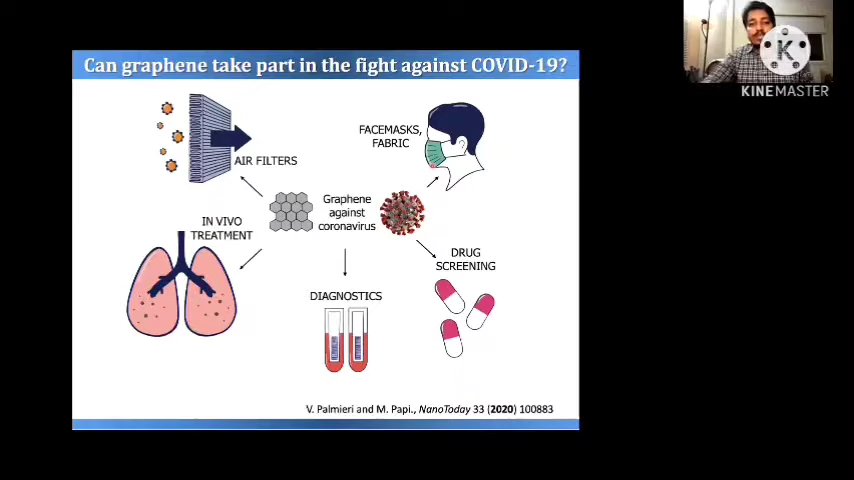 Can graphene take part in the fight against COVID-19?
AIR FILTERS
FACEMASKS,
FABRIC
Graphene
against
coronavirus
IN VIVO
TREATMENT
DRUG
SCREENING
DIAGNOSTICS
V. Palmieri and M. Papi., NanoToday 33 (2020) 100883
K
KINEMASTER